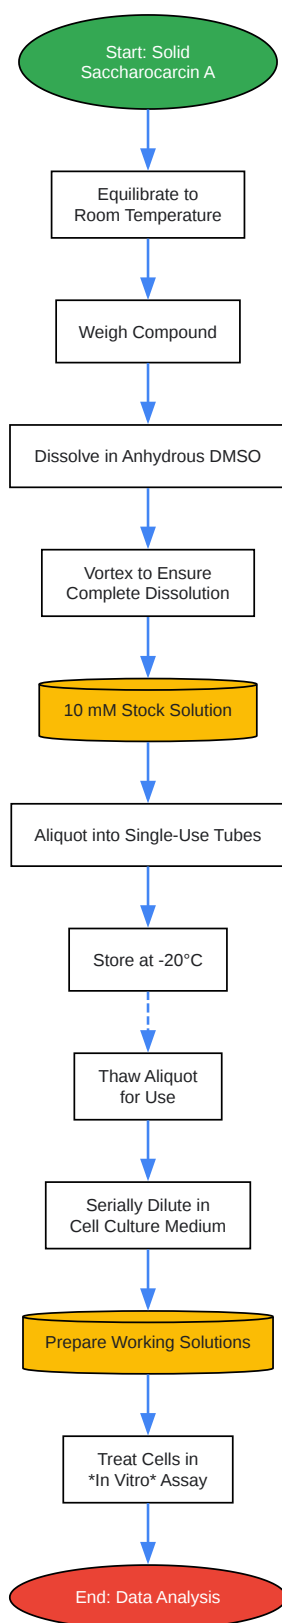 Start: Solid
Saccharocarcin A
Equilibrate to
Room Temperature
Weigh Compound
Dissolve in Anhydrous DMSO
Vortex to Ensure
Complete Dissolution
10 mM Stock Solution
Aliquot into Single-Use Tubes
Store at -20°C
Thaw Aliquot
for Use
Serially Dilute in
Cell Culture Medium
Prepare Working Solutions
Treat Cells in
*In Vitro* Assay
End: Data Analysis